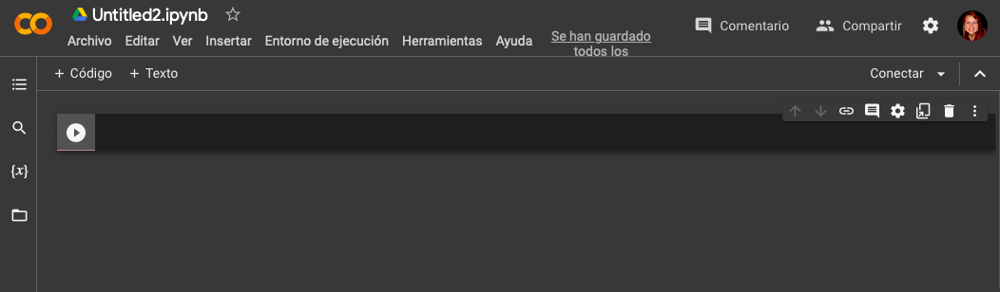 Untitled2.ipynb
Archivo Editar Ver Insertar Entorno de ejecución Herramientas Ayuda Se han guardado
todos los
Comentario Compartir
+ Código + Texto Conectar
{x}